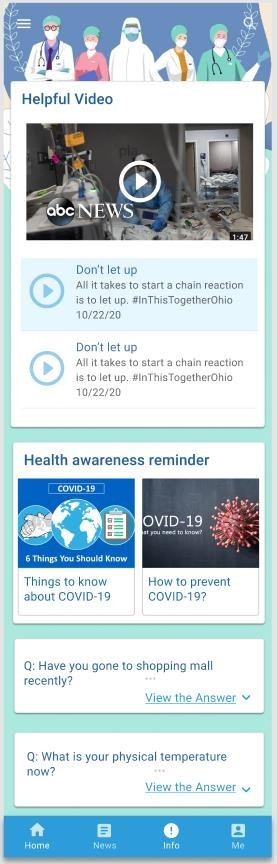 Helpful Video
abc NEWS
1:47
Don't let up
All it takes to start a chain reaction
is to let up. #InThisTogetherOhio
10/22/20
Don't let up
All it takes to start a chain reaction
is to let up. #InThisTogetherOhio
10/22/20
Health awareness reminder
COVID-19
6 Things You Should Know
OVID-19
at you need to know?
Things to know
about COVID-19
How to prevent
COVID-19?
Q: Have you gone to shopping mall
recently?
...
View the Answer
Q: What is your physical temperature
now?
...
View the Answer
Home
News
Info
Me